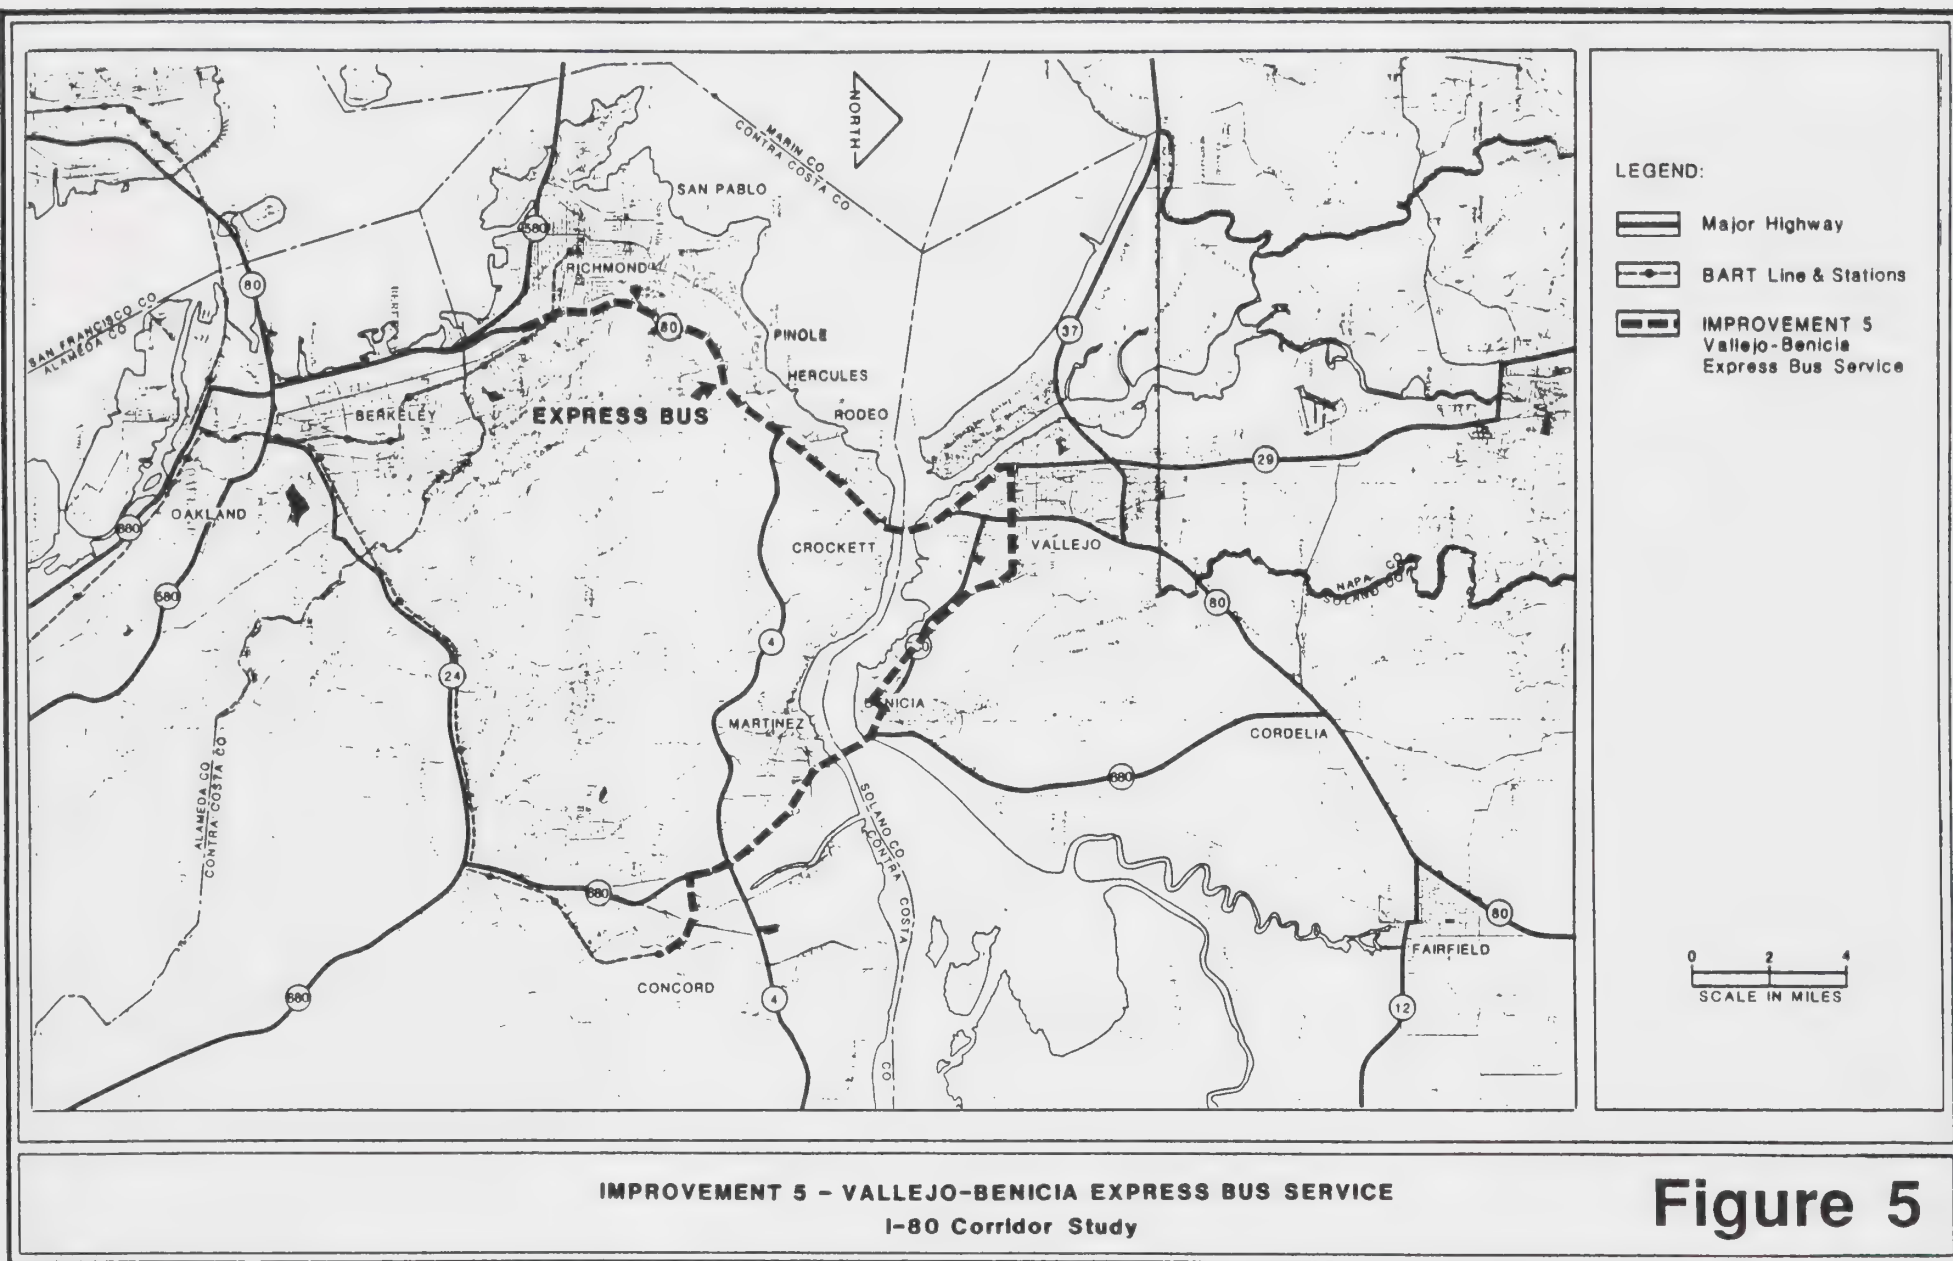 NORTH
MARIN CO
CONTRA COSTA CO
SAN PABLO
580
RICHMOND
80
SAN FRANCISCO CO
ALAMEDA CO
80
37
PINOLE
HERCULES
RODEO
BERKELEY
EXPRESS BUS
29
OAKLAND
880
CROCKETT
VALLEJO
NAPA CO
SOLANO CO
580
80
4
24
BENICIA
MARTINEZ
CORDELIA
ALAMEDA CO
CONTRA COSTA CO
680
SOLANO CO
CONTRA COSTA CO
680
80
FAIRFIELD
CONCORD
680
4
12
LEGEND:
Major Highway
BART Line & Stations
IMPROVEMENT 5
Vallejo-Benicia
Express Bus Service
0 2 4
SCALE IN MILES
IMPROVEMENT 5 - VALLEJO-BENICIA EXPRESS BUS SERVICE
I-80 Corridor Study
Figure 5